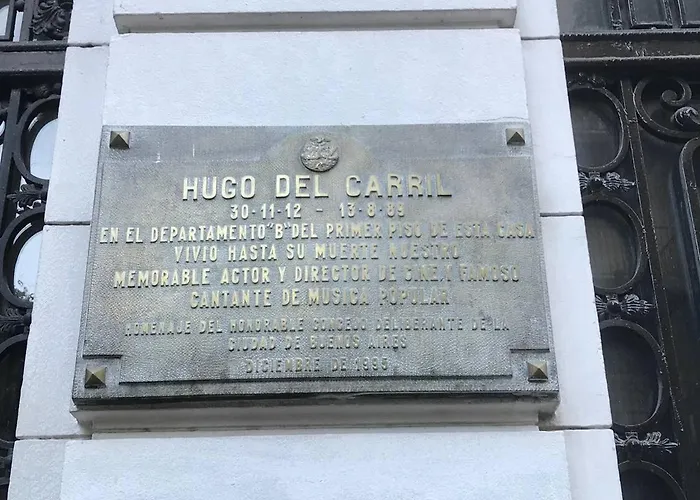 HUGO DEL CARRIL
30-11-12 - 13-8-89
EN EL DEPARTAMENTO "B" DEL PRIMER PISO DE ESTA CASA
VIVIO HASTA SU MUERTE NUESTRO
MEMORABLE ACTOR Y DIRECTOR DE CINE Y FAMOSO
CANTANTE DE MUSICA POPULAR
HOMENAJE DEL HONORABLE CONCEJO DELIBERANTE DE LA
CIUDAD DE BUENOS AIRES
DICIEMBRE DE 1995